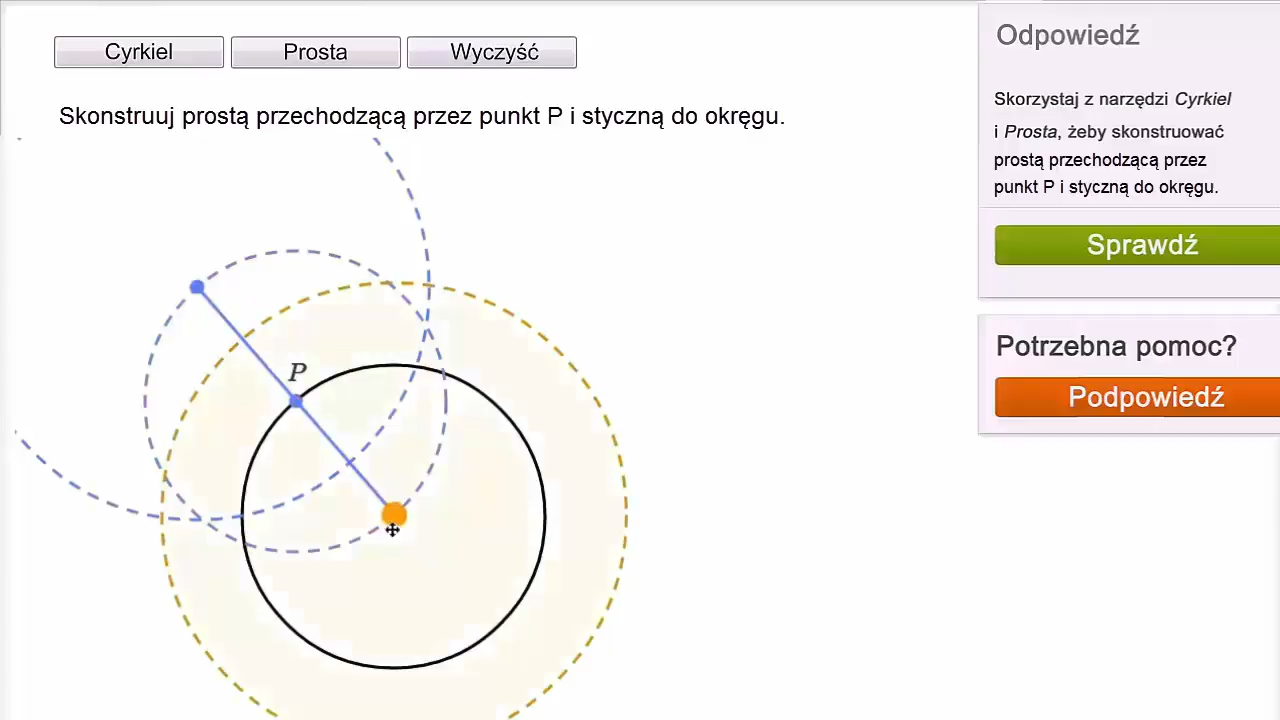 Cyrkiel Prosta Wyczyść
Skonstruuj prostą przechodzącą przez punkt P i styczną do okręgu.
P
Odpowiedź
Skorzystaj z narzędzi Cyrkiel
i Prosta, żeby skonstruować
prostą przechodzącą przez
punkt P i styczną do okręgu.
Sprawdź
Potrzebna pomoc?
Podpowiedź